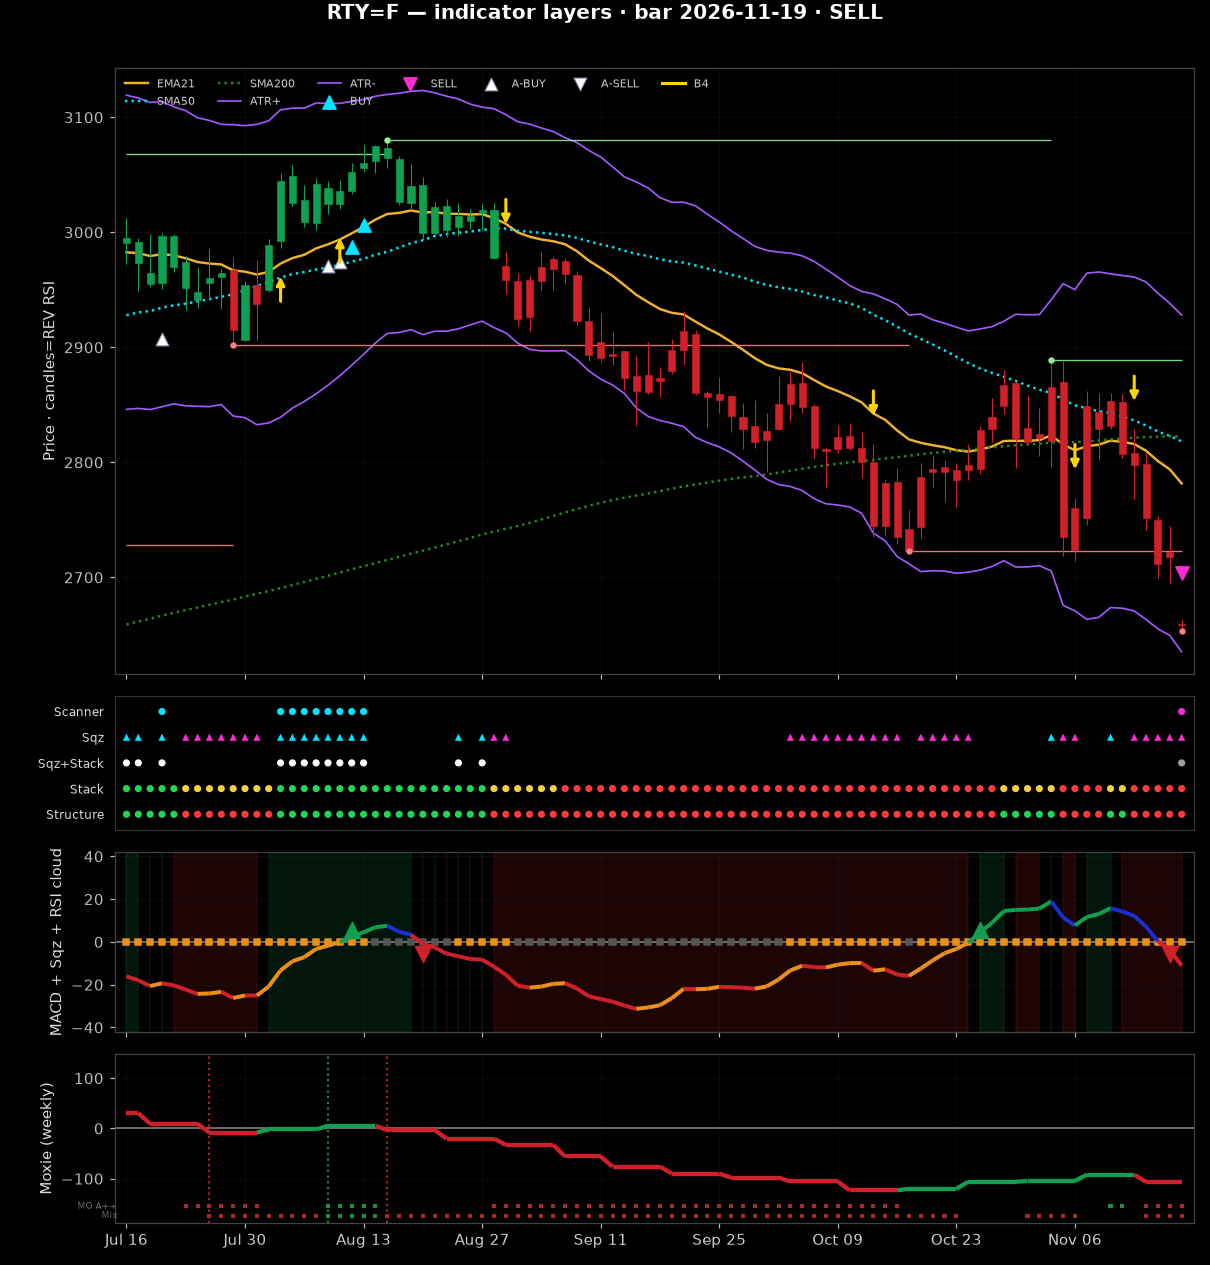 RTY=F — indicator layers · bar 2026-11-19 · SELL
EMA21 SMA200 ATR- SELL A-BUY A-SELL B4
SMA50 ATR+ BUY
Price · candles=REV RSI
3100
3000
2900
2800
2700
Scanner
Sqz
Sqz+Stack
Stack
Structure
MACD + Sqz + RSI cloud
40
20
0
−20
−40
Moxie (weekly)
100
0
−100
MO A++
Mix
Jul 16 Jul 30 Aug 13 Aug 27 Sep 11 Sep 25 Oct 09 Oct 23 Nov 06